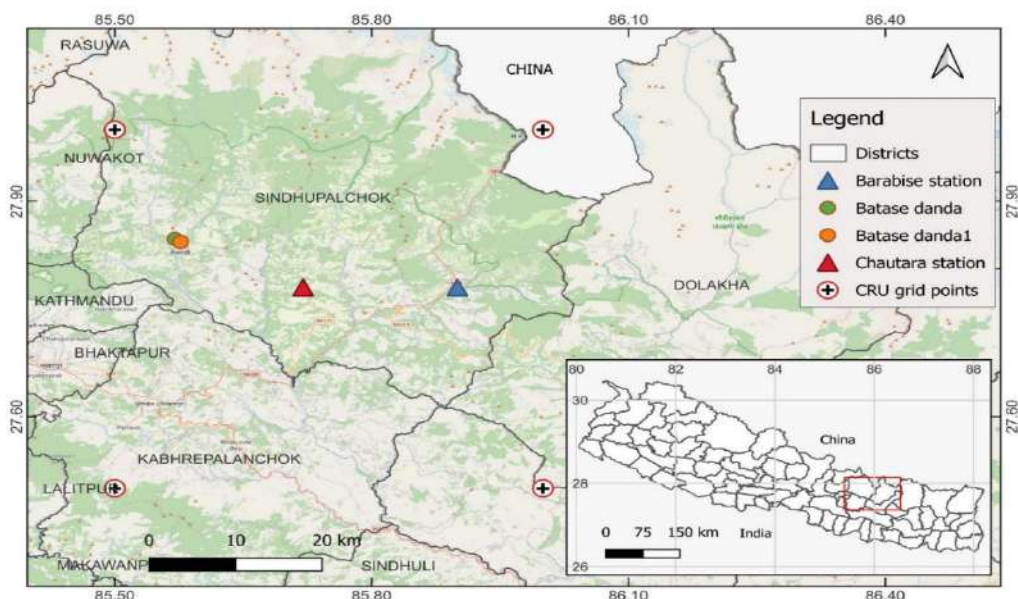 85.50 85.80 86.10 86.40
RASUWA
CHINA
Legend
Districts
Barabise station
Batase danda
Batase danda1
Chautara station
CRU grid points
NUWAKOT
SINDHUPALCHOK
27.90 27.90
KATHMANDU
DOLAKHA
BHAKTAPUR
27.60 27.60
KABHREPALANCHOK
LALITPUR
0 10 20 km
MAKAWANP
SINDHULI
80 82 84 86 88
30
China
28
0 75 150 km
India
26
85.50 85.80 86.10 86.40